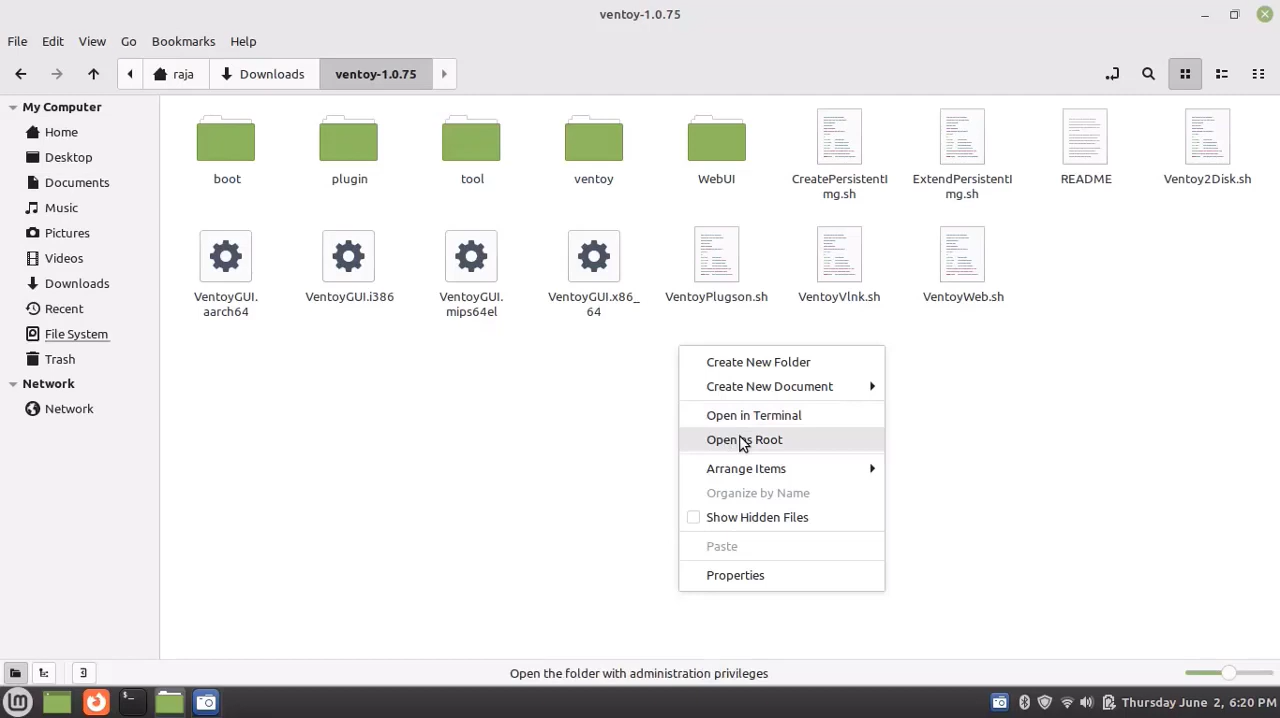 ventoy-1.0.75
File Edit View Go Bookmarks Help
raja Downloads ventoy-1.0.75
My Computer
Home
Desktop
Documents
Music
Pictures
Videos
Downloads
Recent
File System
Trash
Network
Network
boot plugin tool ventoy WebUI CreatePersistentI ExtendPersistentI README Ventoy2Disk.sh
mg.sh mg.sh
VentoyGUI. VentoyGUI.i386 VentoyGUI. VentoyGUI.x86_ VentoyPlugson.sh VentoyVlnk.sh VentoyWeb.sh
aarch64 mips64el 64
Create New Folder
Create New Document
Open in Terminal
Open as Root
Arrange Items
Organize by Name
Show Hidden Files
Paste
Properties
Open the folder with administration privileges
Thursday June 2, 6:20 PM